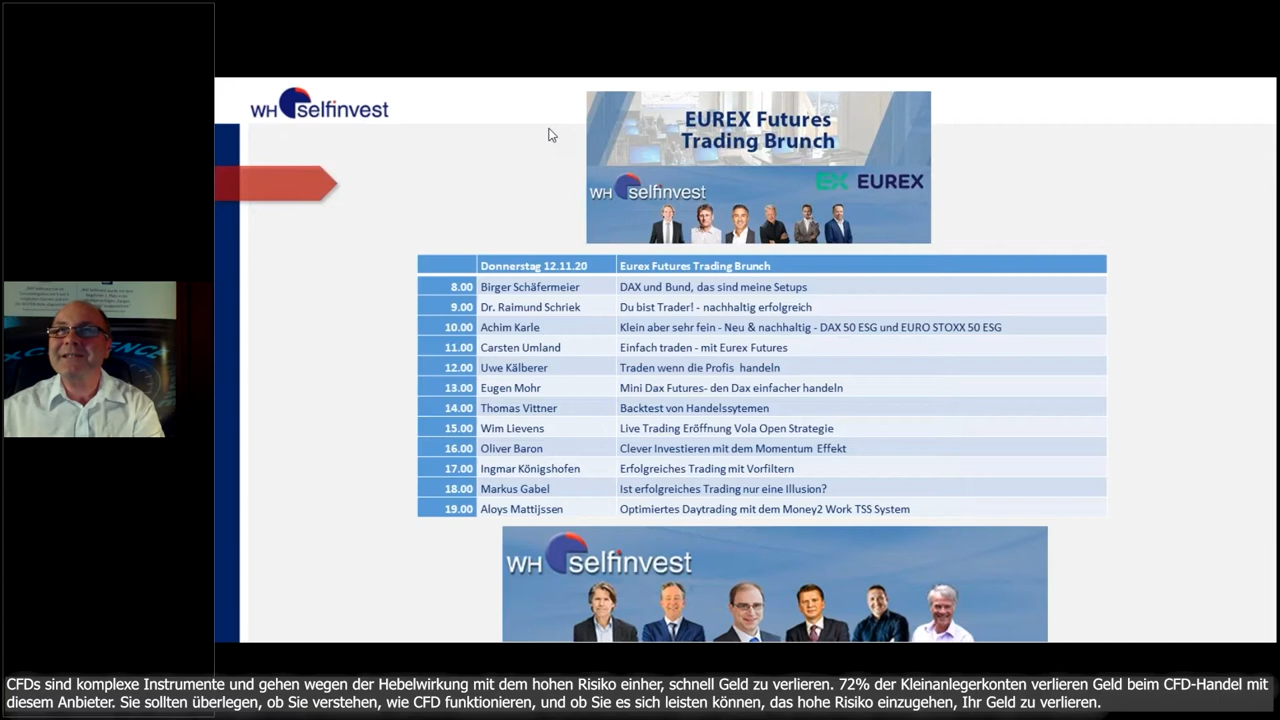 WH selfinvest
EUREX Futures
Trading Brunch
WH selfinvest
EX EUREX
Donnerstag 12.11.20 Eurex Futures Trading Brunch
8.00 Birger Schäfermeier DAX und Bund, das sind meine Setups
9.00 Dr. Raimund Schriek Du bist Trader! - nachhaltig erfolgreich
10.00 Achim Karle Klein aber sehr fein - Neu & nachhaltig - DAX 50 ESG und EURO STOXX 50 ESG
11.00 Carsten Umland Einfach traden - mit Eurex Futures
12.00 Uwe Kälberer Traden wenn die Profis handeln
13.00 Eugen Mohr Mini Dax Futures- den Dax einfacher handeln
14.00 Thomas Vittner Backtest von Handelssytemen
15.00 Wim Lievens Live Trading Eröffnung Vola Open Strategie
16.00 Oliver Baron Clever Investieren mit dem Momentum Effekt
17.00 Ingmar Königshofen Erfolgreiches Trading mit Vorfiltern
18.00 Markus Gabel Ist erfolgreiches Trading nur eine Illusion?
19.00 Aloys Mattijssen Optimiertes Daytrading mit dem Money2 Work TSS System
WH selfinvest
CFDs sind komplexe Instrumente und gehen wegen der Hebelwirkung mit dem hohen Risiko einher, schnell Geld zu verlieren. 72% der Kleinanlegerkonten verlieren Geld beim CFD-Handel mit
diesem Anbieter. Sie sollten überlegen, ob Sie verstehen, wie CFD funktionieren, und ob Sie es sich leisten können, das hohe Risiko einzugehen, Ihr Geld zu verlieren.